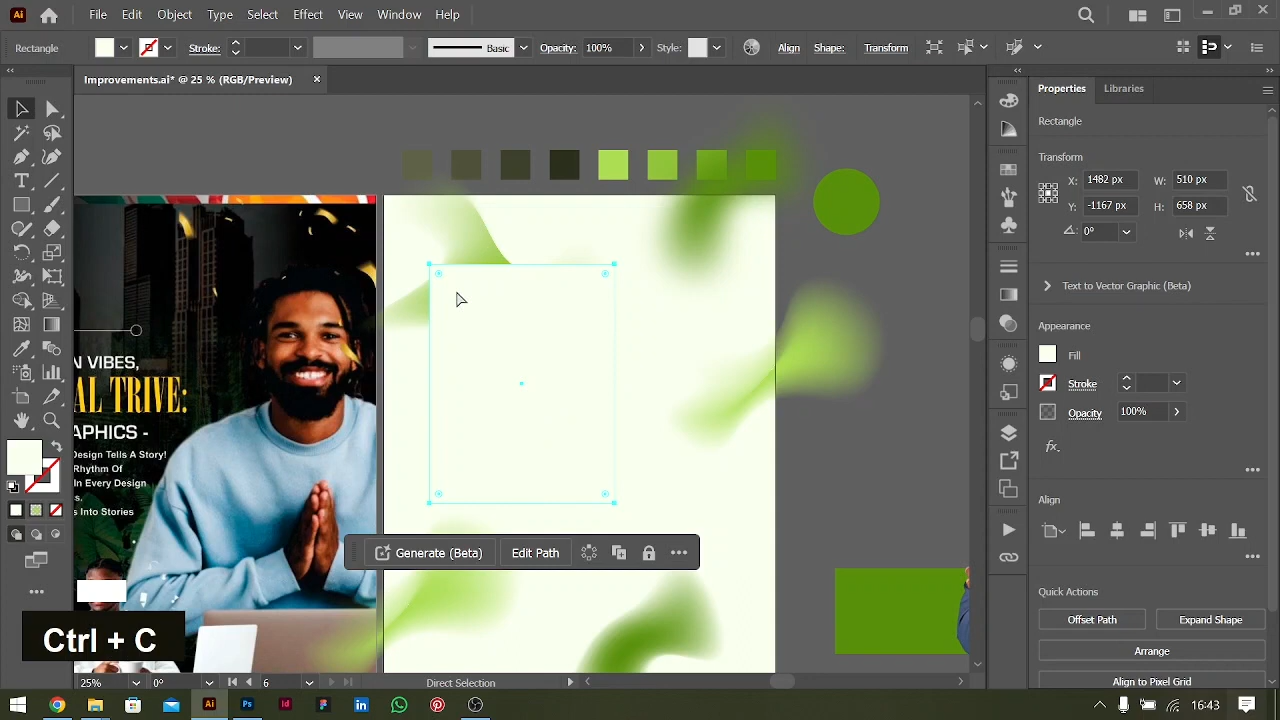 Ai
File Edit Object Type Select Effect View Window Help
Rectangle
Stroke:
Basic
Opacity: 100%
Style:
Align
Shape:
Transform
Improvements.ai* @ 25 % (RGB/Preview)
Properties
Libraries
Rectangle
Transform
X: 1482 px
W: 510 px
Y: -1167 px
H: 658 px
0°
Text to Vector Graphic (Beta)
Appearance
Fill
Stroke
Opacity
100%
fx.
Align
Quick Actions
Offset Path
Expand Shape
Arrange
Align to Pixel Grid
N VIBES,
AL TRIVE:
APHICS -
Design Tells A Story!
Rhythm Of
In Every Design
s.
s Into Stories
Generate (Beta)
Edit Path
Ctrl + C
25%
0°
6
Direct Selection
Ai
Ps
Id
in
16:43